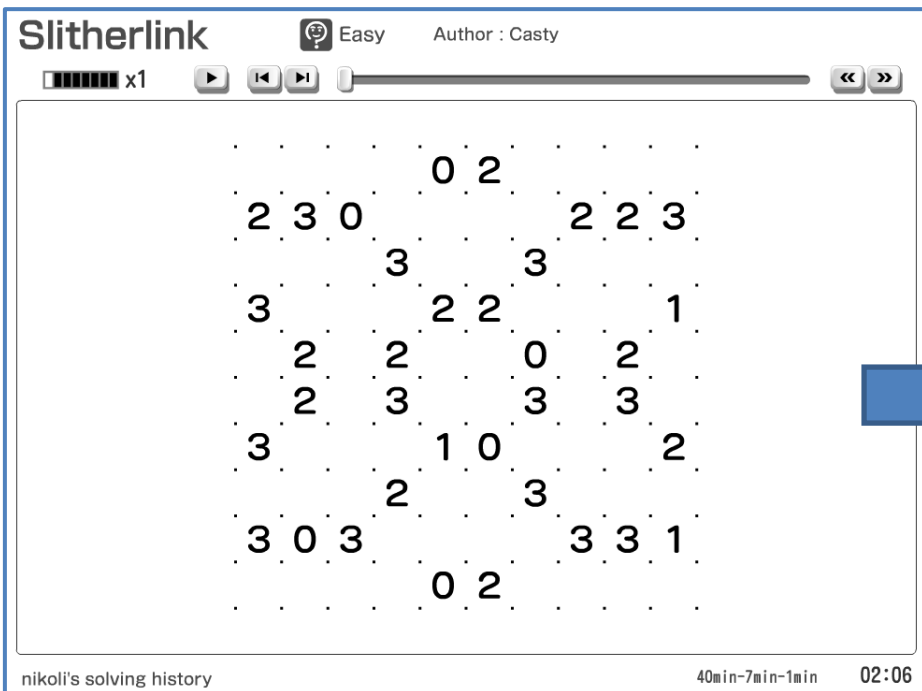 Slitherlink Easy Author : Casty
x1
0 2
2 3 0 2 2 3
3 3
3 2 2 1
2 2 0 2
2 3 3 3
3 1 0 2
2 3
3 0 3 3 3 1
0 2
nikoli's solving history 40min-7min-1min 02:06